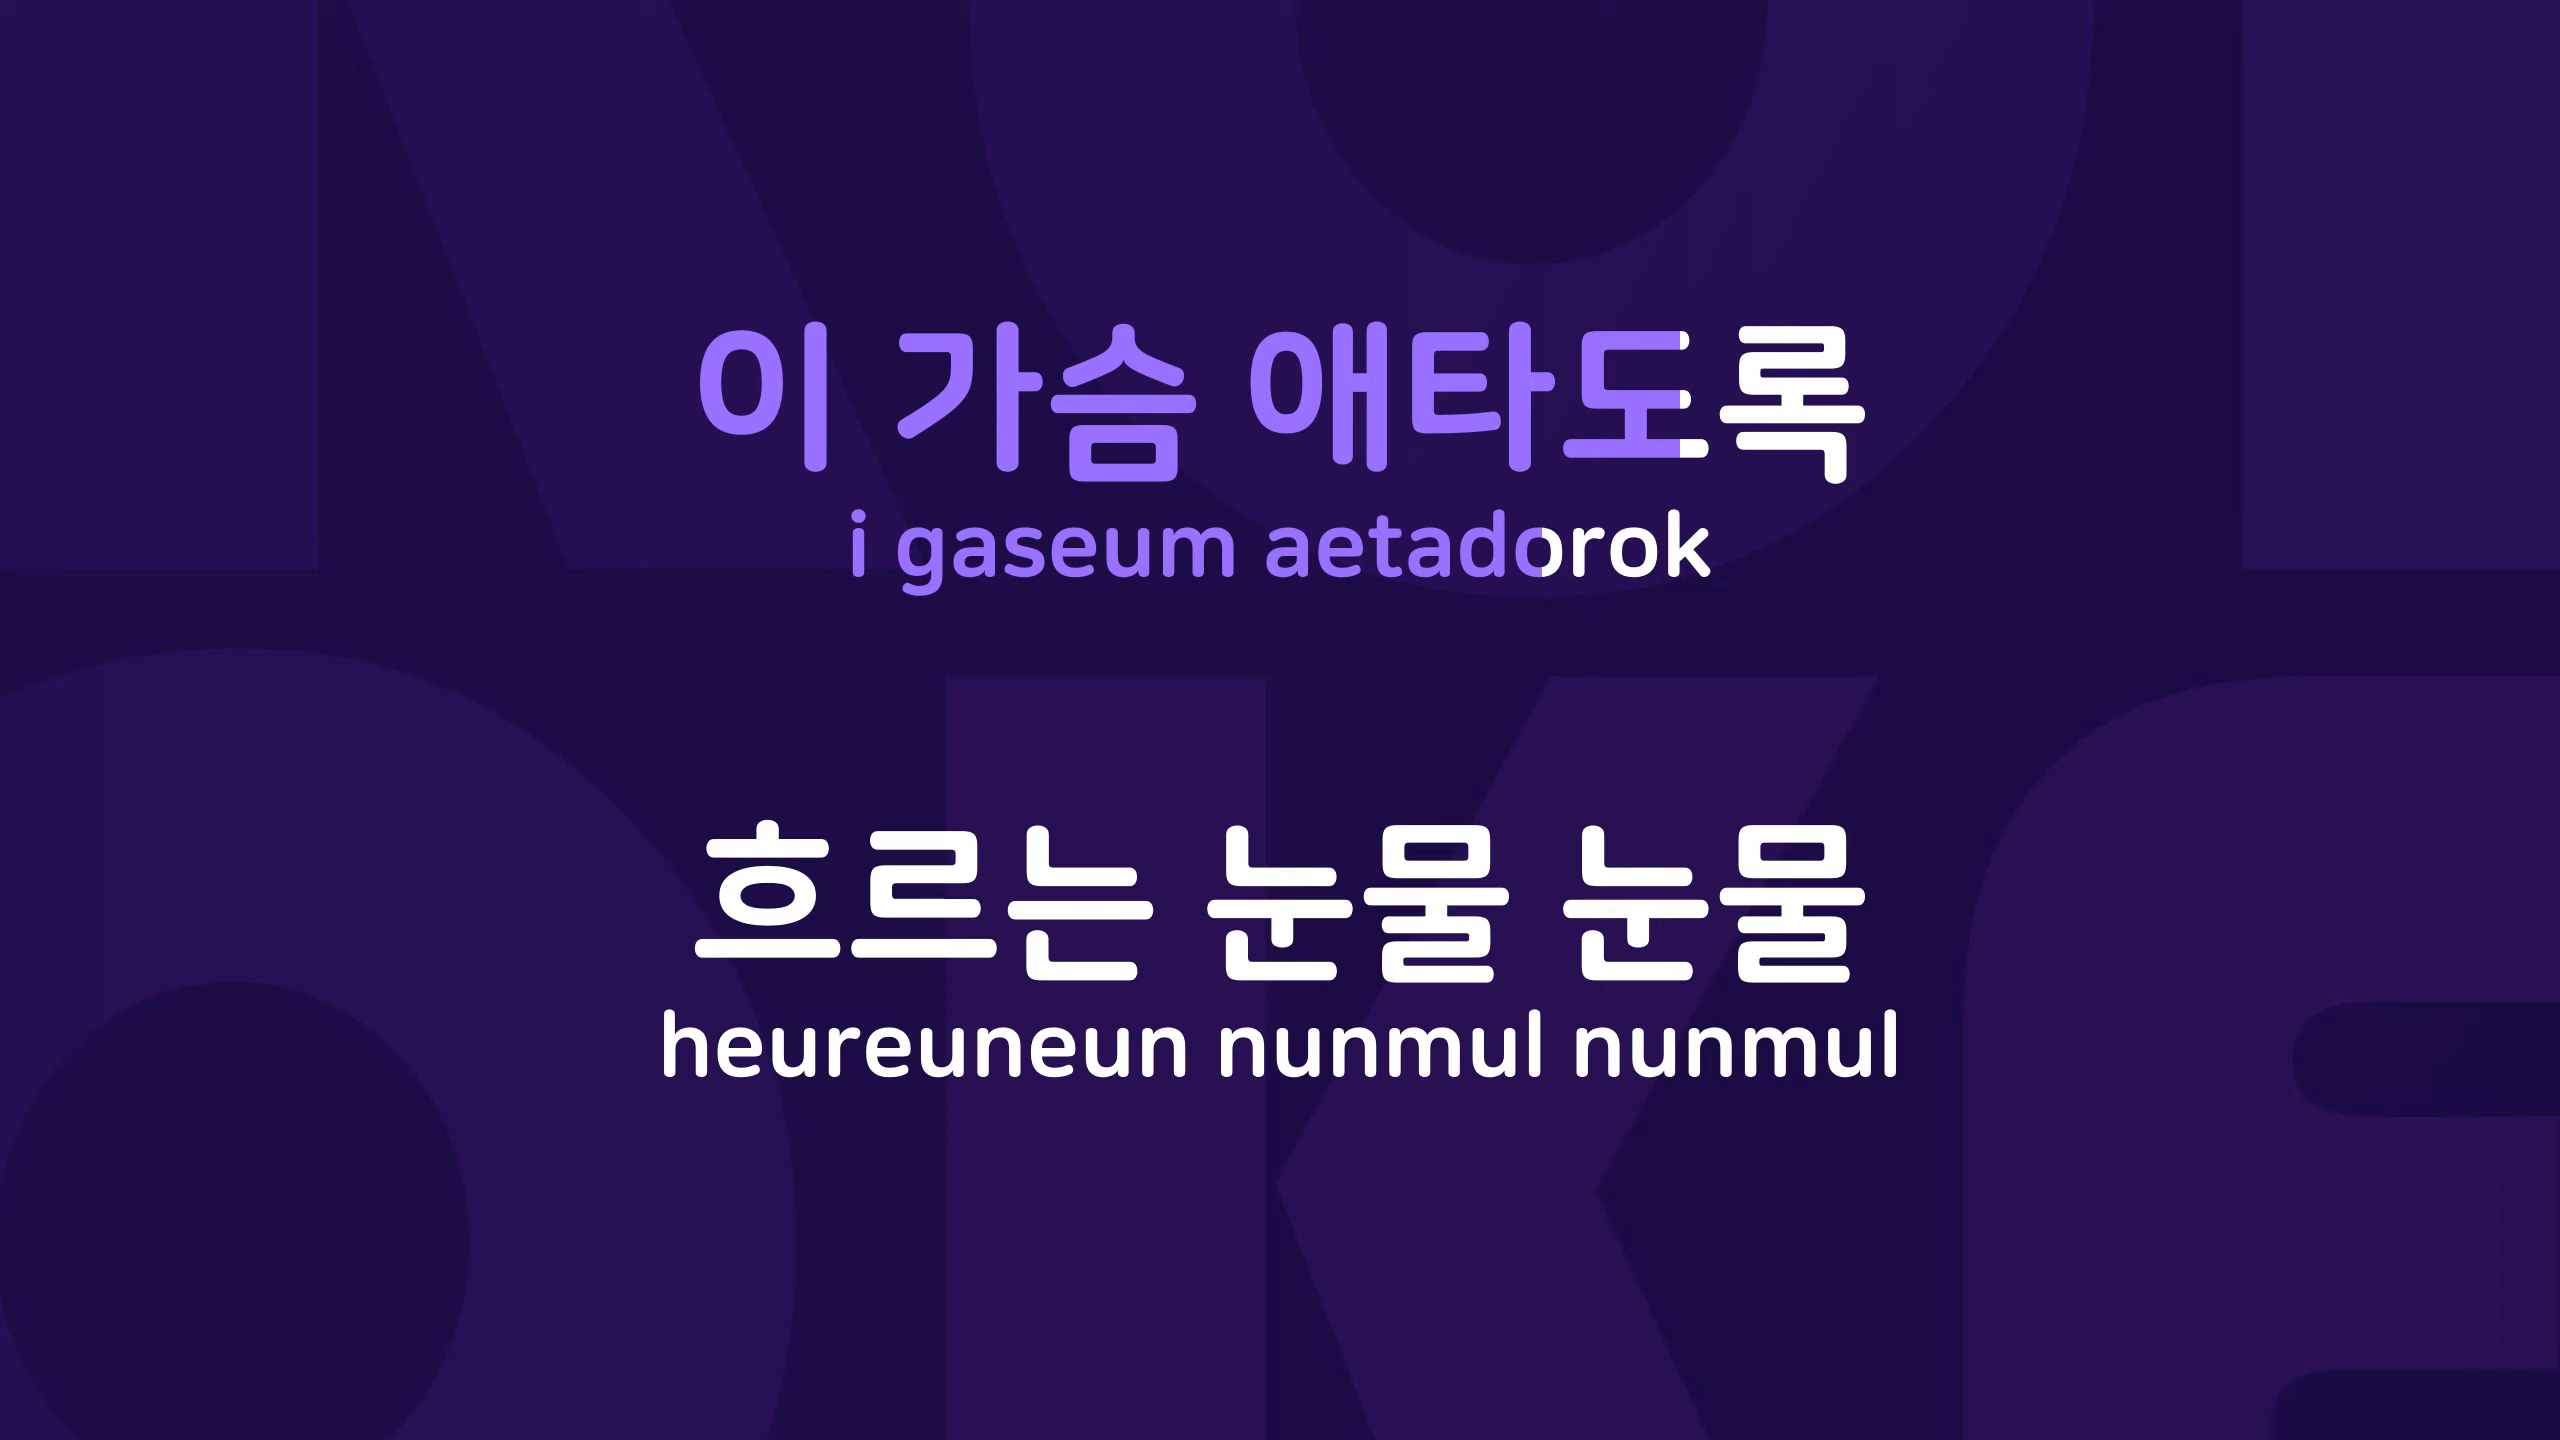 이 가슴 애타도록
i gaseum aetadorok
흐르는 눈물 눈물
heureuneun nunmul nunmul